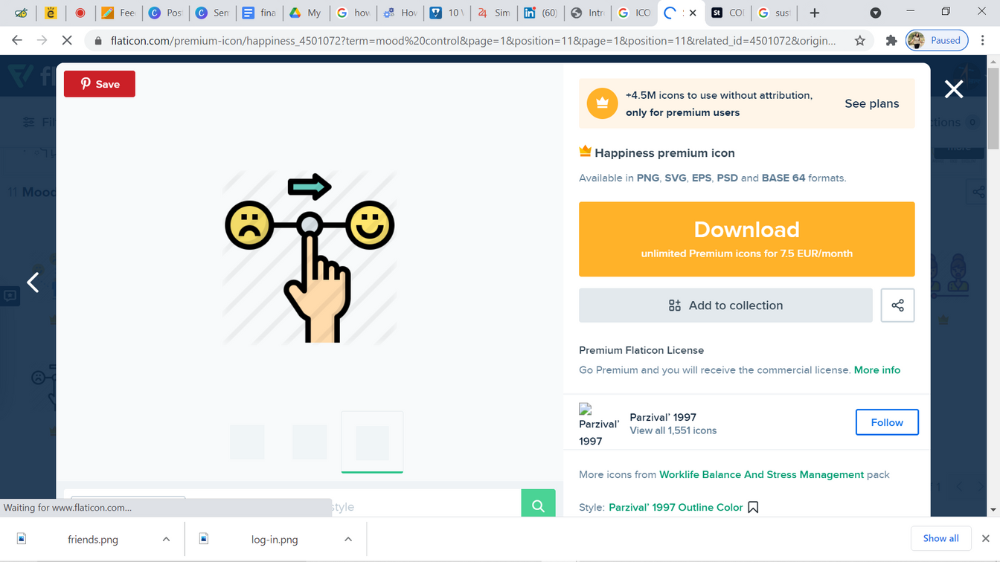 Fee
Pos
Sen
fina
My
how
Hov
10
Sim
(60)
Intr
ICO
CO
sust
flaticon.com/premium-icon/happiness_4501072?term=mood%20control&page=1&position=11&page=1&position=11&related_id=4501072&origin...
Paused
Save
11 Mood
+4.5M icons to use without attribution,
only for premium users
See plans
Happiness premium icon
Available in PNG, SVG, EPS, PSD and BASE 64 formats.
Download
unlimited Premium icons for 7.5 EUR/month
Add to collection
Premium Flaticon License
Go Premium and you will receive the commercial license. More info
Parzival' 1997
Parzival' 1997
View all 1,551 icons
Follow
More icons from Worklife Balance And Stress Management pack
Style: Parzival' 1997 Outline Color
style
Waiting for www.flaticon.com...
friends.png
log-in.png
Show all